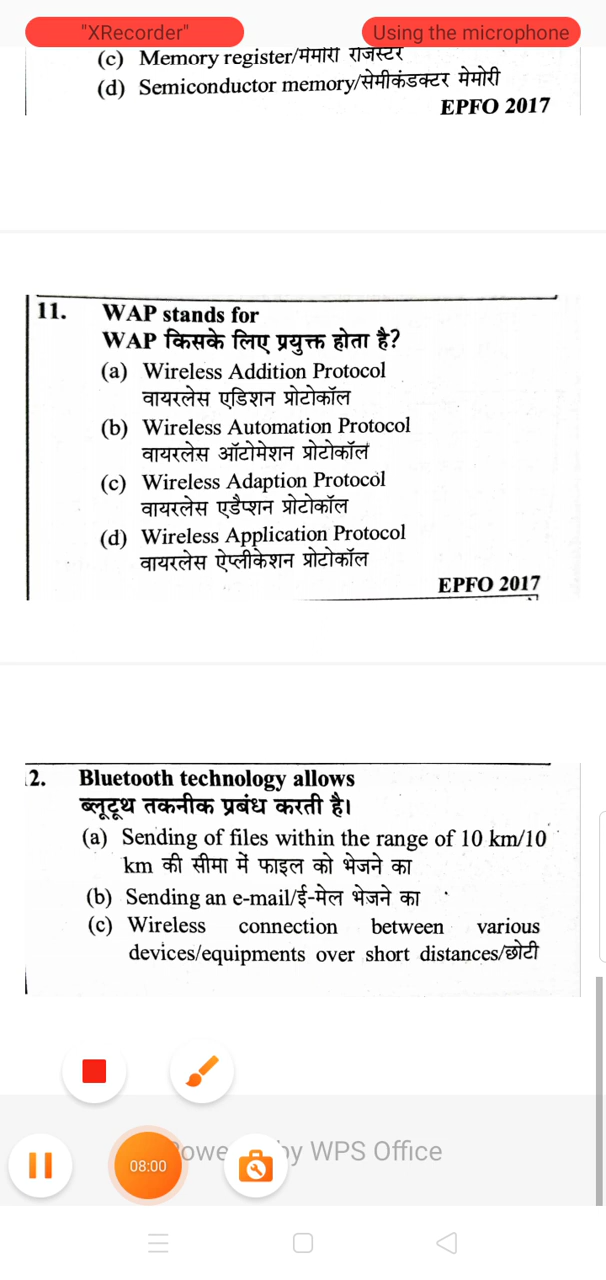 "XRecorder"
Using the microphone
(c) Memory register/मेमोरी रजिस्टर
(d) Semiconductor memory/सेमीकंडक्टर मेमोरी
EPFO 2017
11. WAP stands for
WAP किसके लिए प्रयुक्त होता है?
(a) Wireless Addition Protocol
वायरलेस एडिशन प्रोटोकॉल
(b) Wireless Automation Protocol
वायरलेस ऑटोमेशन प्रोटोकॉल
(c) Wireless Adaption Protocol
वायरलेस एडैप्शन प्रोटोकॉल
(d) Wireless Application Protocol
वायरलेस ऐप्लीकेशन प्रोटोकॉल
EPFO 2017
2. Bluetooth technology allows
ब्लूटूथ तकनीक प्रबंध करती है।
(a) Sending of files within the range of 10 km/10
km की सीमा में फाइल को भेजने का
(b) Sending an e-mail/ई-मेल भेजने का
(c) Wireless connection between various
devices/equipments over short distances/छोटी
08:00
by WPS Office